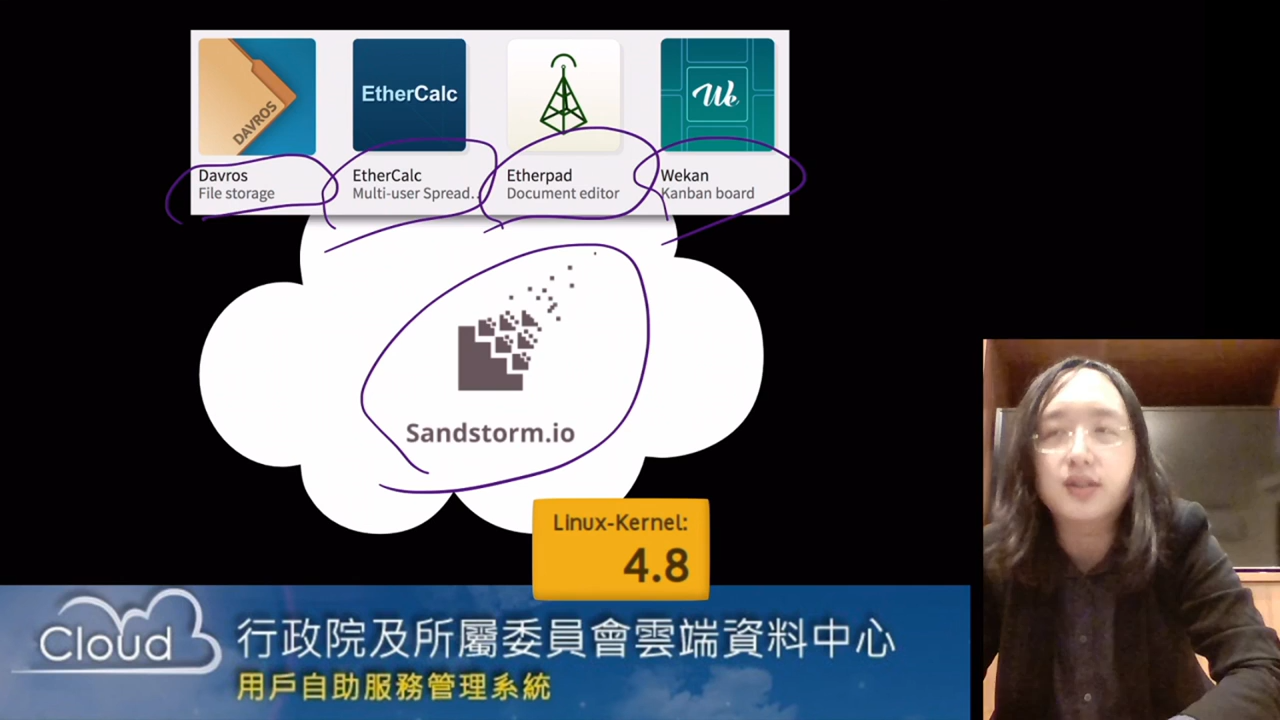 DAVROS
EtherCalc
We
Davros
EtherCalc
Etherpad
Wekan
File storage
Multi-user Spread...
Document editor
Kanban board
Sandstorm.io
Linux-Kernel:
4.8
Cloud
行政院及所屬委員會雲端資料中心
用戶自助服務管理系統